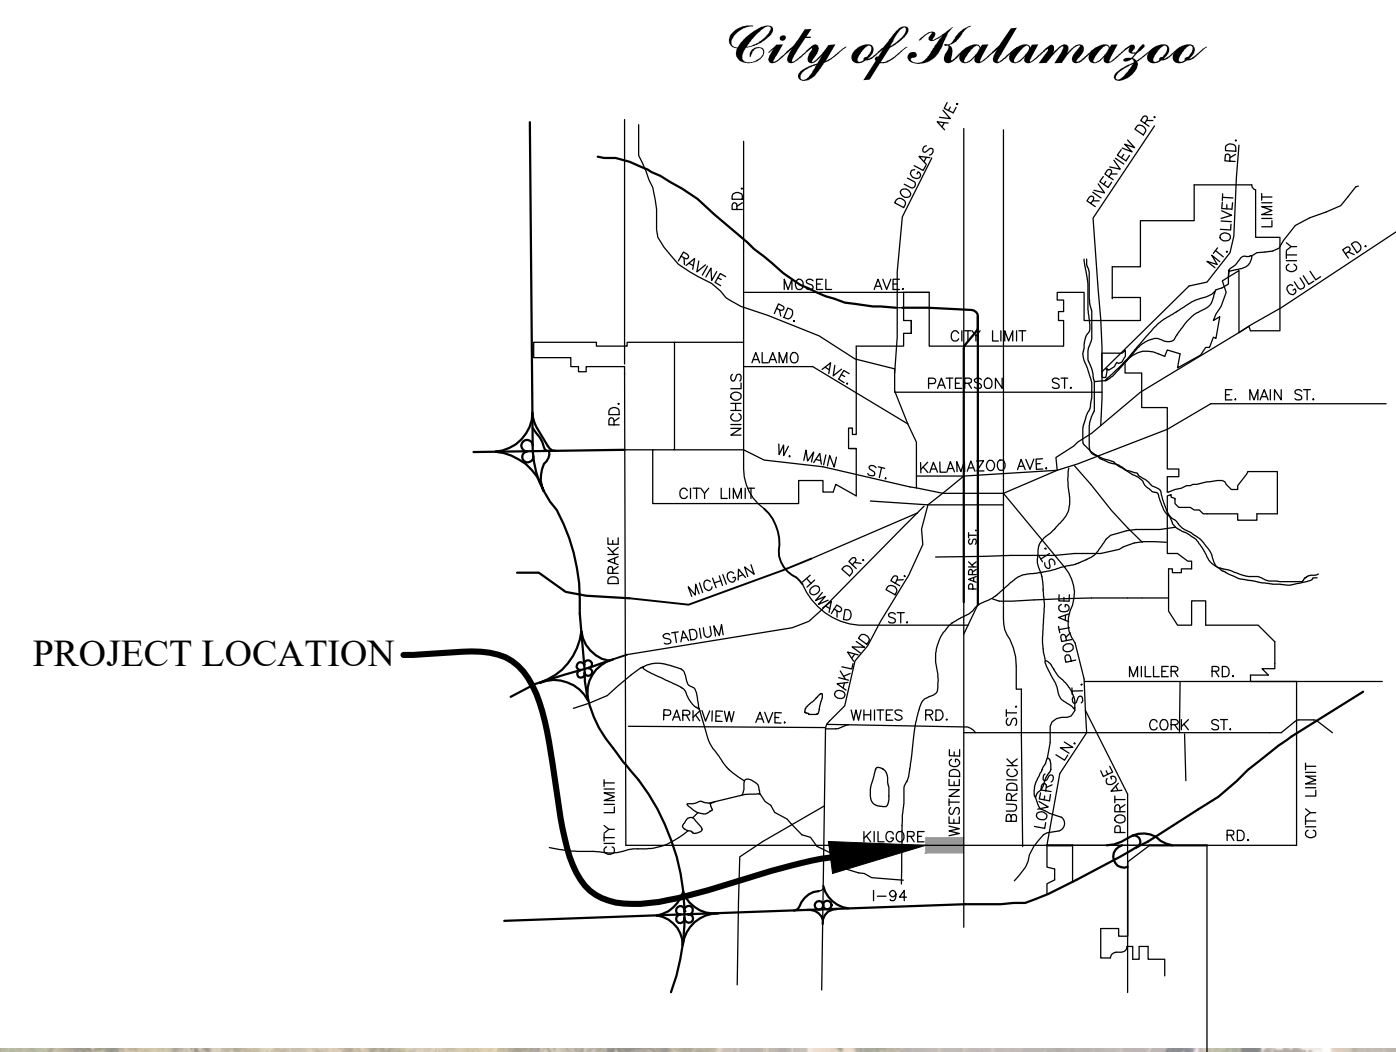 City of Kalamazoo
DOUGLAS AVE.
RIVERVIEW DR.
MT. OLIVET RD.
CITY LIMIT
GULL RD.
NICHOLS RD.
RAVINE RD.
MOSEL AVE.
CITY LIMIT
ALAMO AVE.
PATERSON ST.
E. MAIN ST.
DRAKE RD.
W. MAIN ST.
KALAMAZOO AVE.
CITY LIMIT
PARK ST.
MICHIGAN
HOWARD ST.
DR.
OAKLAND DR.
ST.
PORTAGE ST.
STADIUM
PROJECT LOCATION
MILLER RD.
PARKVIEW AVE.
WHITES RD.
CORK ST.
WESTNEDGE
BURDICK ST.
LOVERS LN.
PORTAGE
CITY LIMIT
CITY LIMIT
KILGORE RD.
I-94